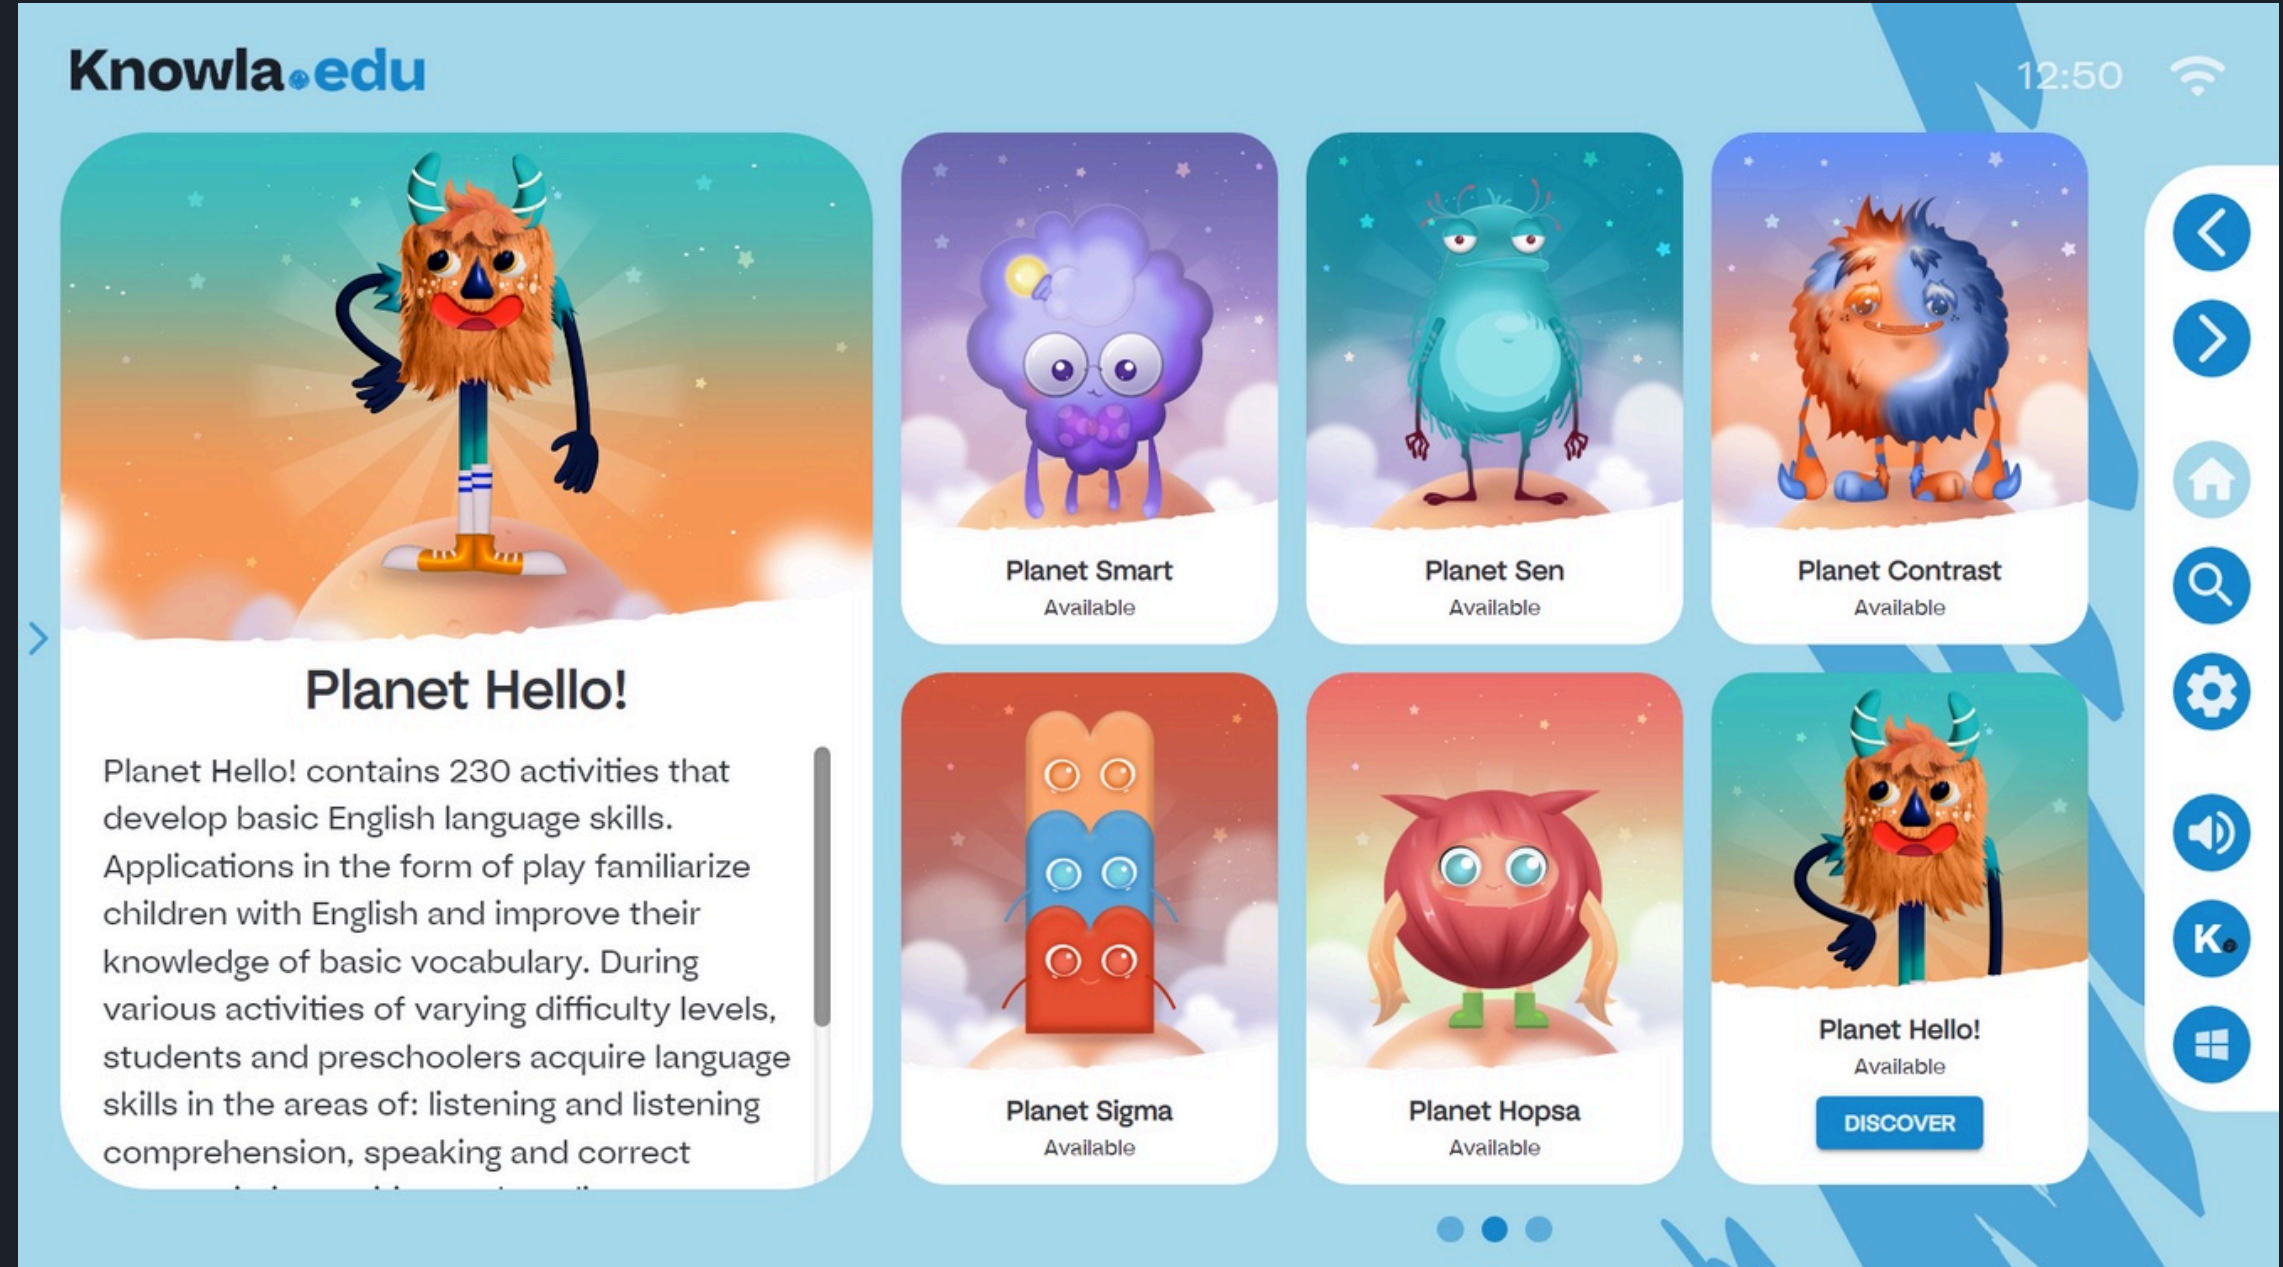 Knowla.edu
12:50
Planet Hello!
Planet Hello! contains 230 activities that
develop basic English language skills.
Applications in the form of play familiarize
children with English and improve their
knowledge of basic vocabulary. During
various activities of varying difficulty levels,
students and preschoolers acquire language
skills in the areas of: listening and listening
comprehension, speaking and correct
Planet Smart
Available
Planet Sen
Available
Planet Contrast
Available
Planet Sigma
Available
Planet Hopsa
Available
Planet Hello!
Available
DISCOVER
K.